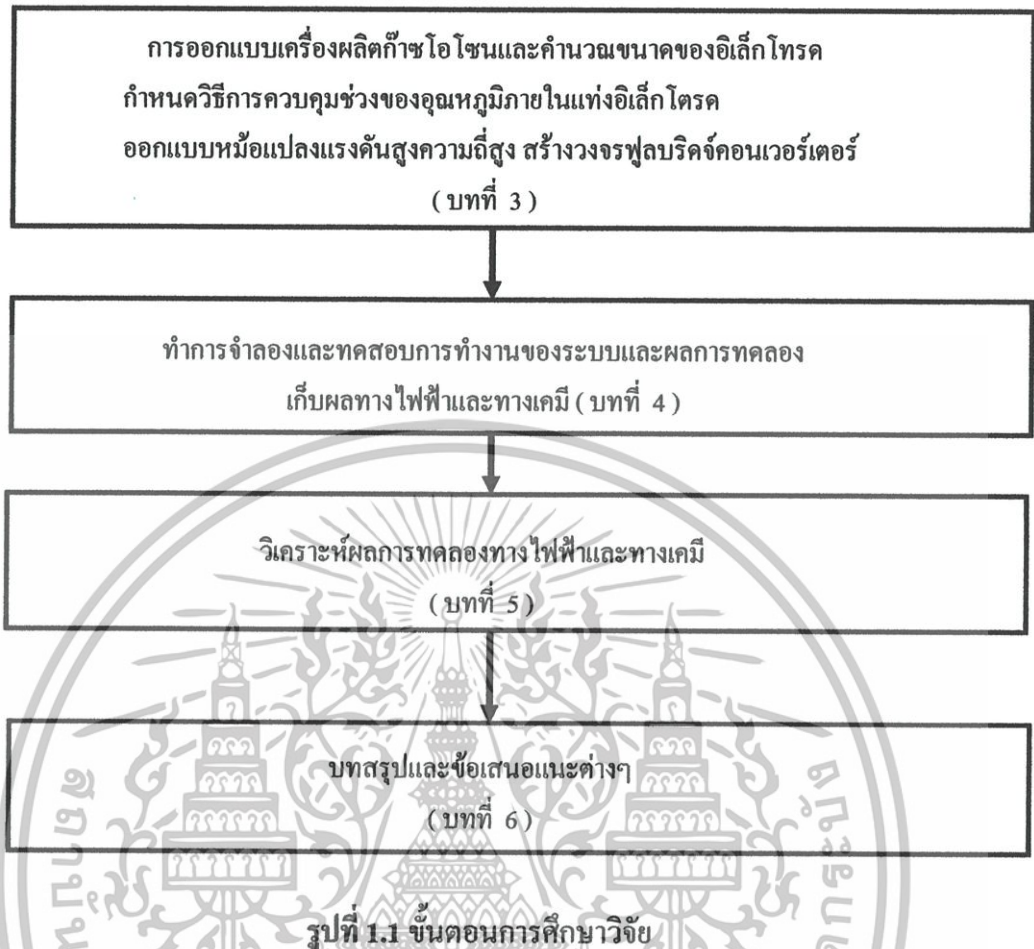 การออกแบบเครื่องผลิตก๊าซโอโซนและคำนวณขนาดของอิเล็กโทรด
กำหนดวิธีการควบคุมช่วงของอุณหภูมิภายในแท่งอิเล็กโตรด
ออกแบบหม้อแปลงแรงดันสูงความถี่สูง สร้างวงจรฟูลบริดจ์คอนเวอร์เตอร์
( บทที่ 3 )
ทำการจำลองและทดสอบการทำงานของระบบและผลการทดลอง
เก็บผลทางไฟฟ้าและทางเคมี ( บทที่ 4 )
วิเคราะห์ผลการทดลองทางไฟฟ้าและทางเคมี
( บทที่ 5 )
บทสรุปและข้อเสนอแนะต่างๆ
( บทที่ 6 )
รูปที่ 1.1 ขั้นตอนการศึกษาวิจัย